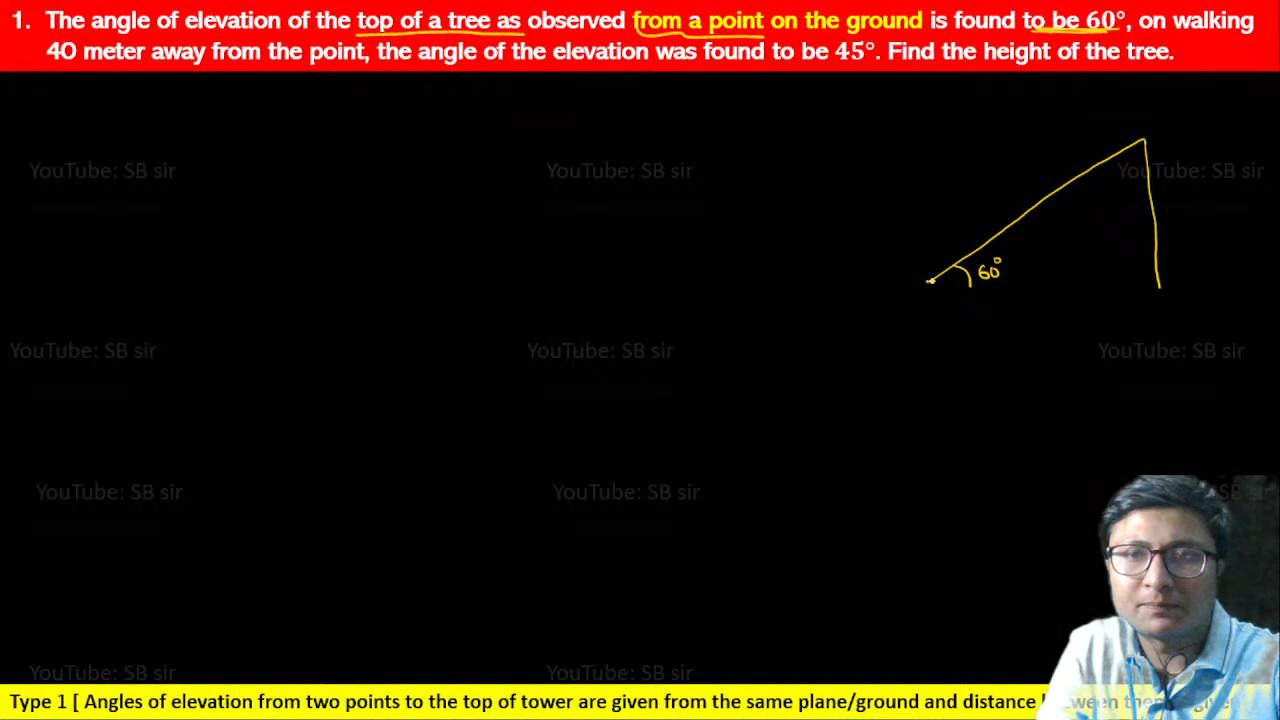 1. The angle of elevation of the top of a tree as observed from a point on the ground is found to be 60°, on walking
40 meter away from the point, the angle of the elevation was found to be 45°. Find the height of the tree.
YouTube: SB sir YouTube: SB sir YouTube: SB sir
60°
YouTube: SB sir YouTube: SB sir YouTube: SB sir
YouTube: SB sir YouTube: SB sir SB sir
YouTube: SB sir YouTube: SB sir
Type 1 [ Angles of elevation from two points to the top of tower are given from the same plane/ground and distance